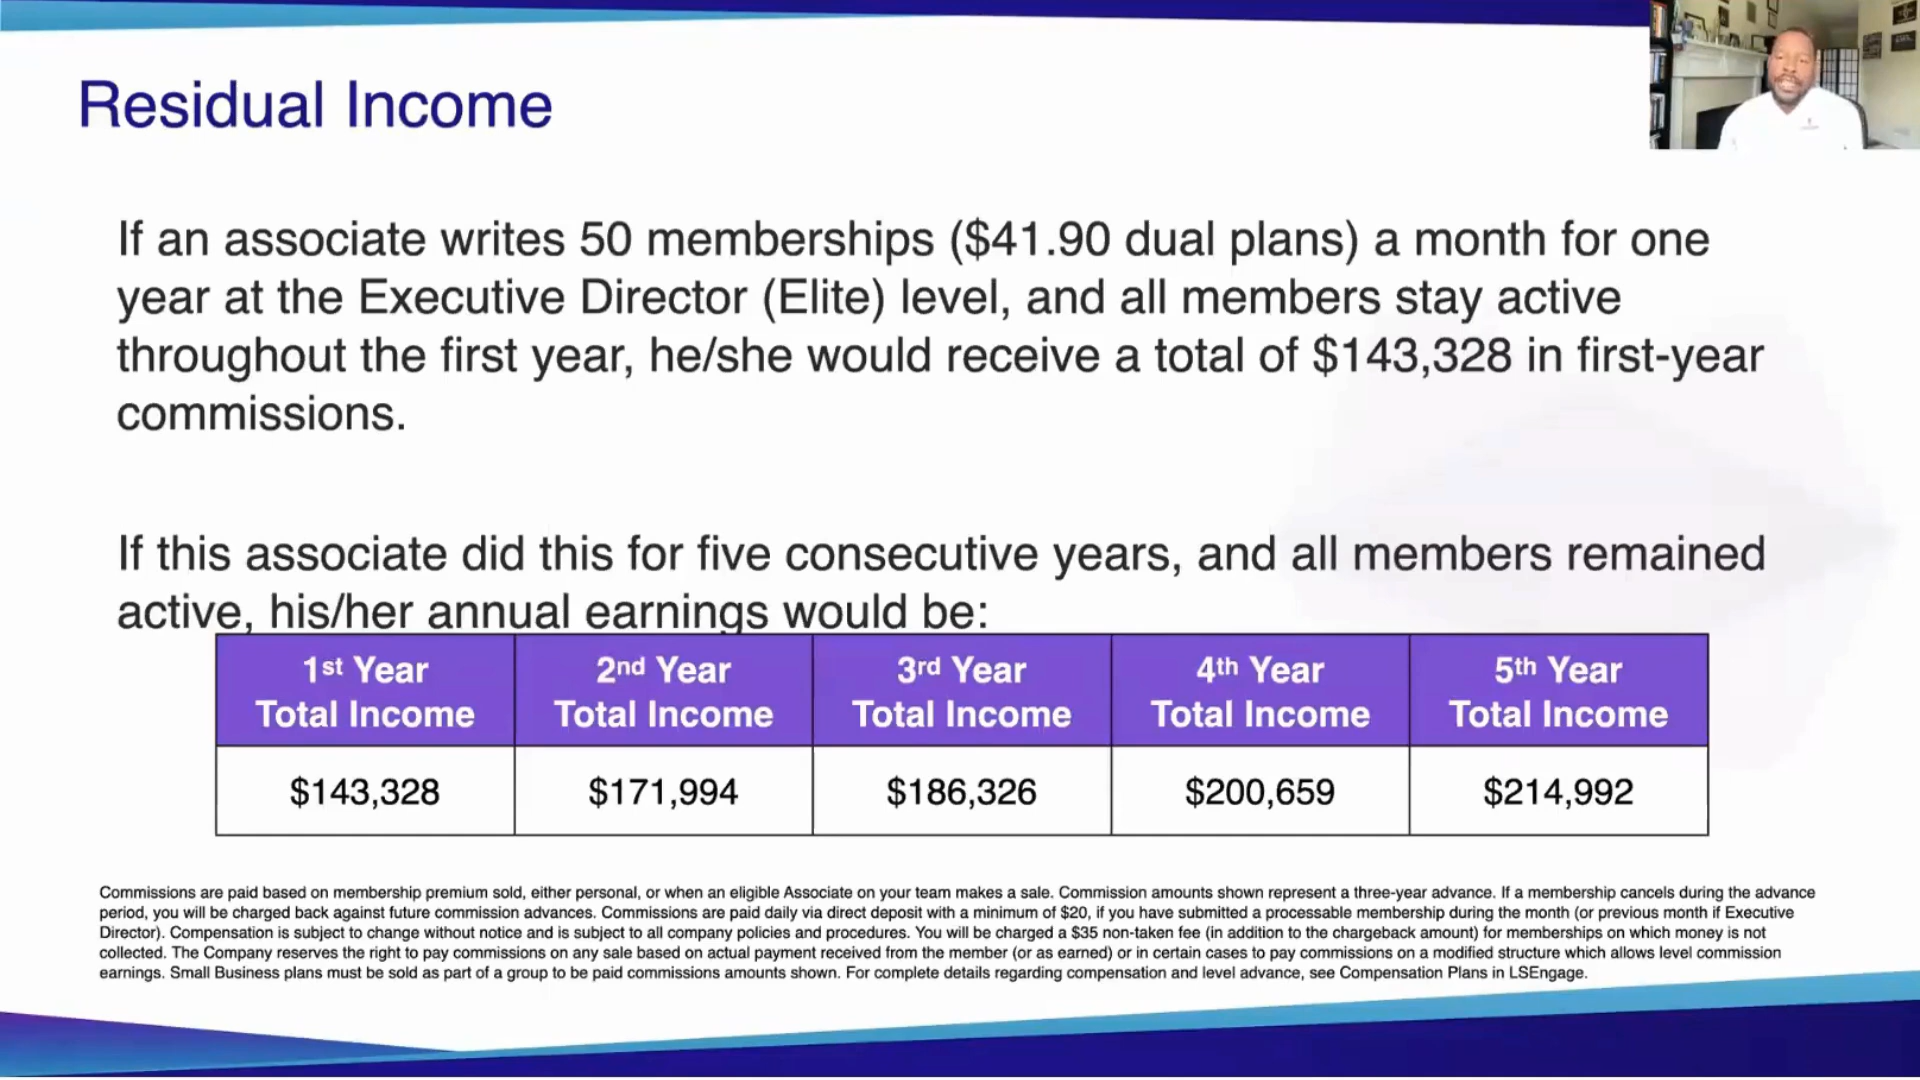 Residual Income
If an associate writes 50 memberships ($41.90 dual plans) a month for one
year at the Executive Director (Elite) level, and all members stay active
throughout the first year, he/she would receive a total of $143,328 in first-year
commissions.
If this associate did this for five consecutive years, and all members remained
active, his/her annual earnings would be:
1st Year 2nd Year 3rd Year 4th Year 5th Year
Total Income Total Income Total Income Total Income Total Income
$143,328 $171,994 $186,326 $200,659 $214,992
Commissions are paid based on membership premium sold, either personal, or when an eligible Associate on your team makes a sale. Commission amounts shown represent a three-year advance. If a membership cancels during the advance
period, you will be charged back against future commission advances. Commissions are paid daily via direct deposit with a minimum of $20, if you have submitted a processable membership during the month (or previous month if Executive
Director). Compensation is subject to change without notice and is subject to all company policies and procedures. You will be charged a $35 non-taken fee (in addition to the chargeback amount) for memberships on which money is not
collected. The Company reserves the right to pay commissions on any sale based on actual payment received from the member (or as earned) or in certain cases to pay commissions on a modified structure which allows level commission
earnings. Small Business plans must be sold as part of a group to be paid commissions amounts shown. For complete details regarding compensation and level advance, see Compensation Plans in LSEngage.